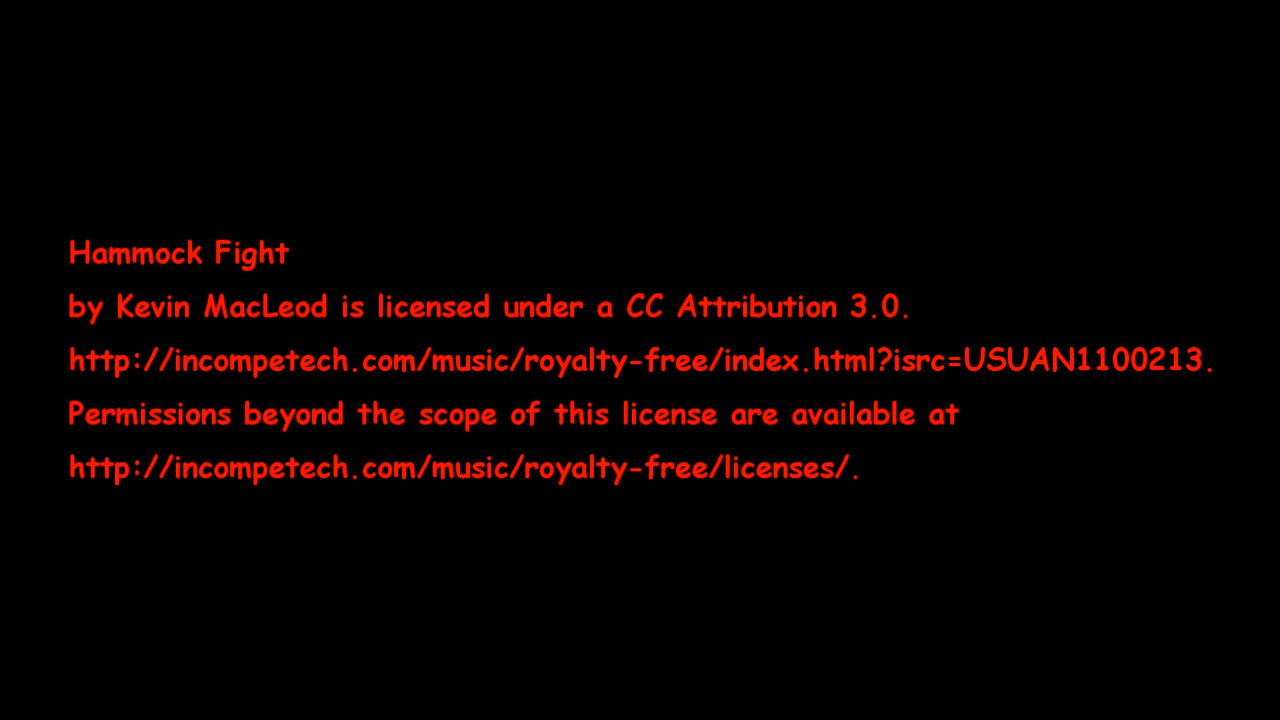 Hammock Fight
by Kevin MacLeod is licensed under a CC Attribution 3.0.
http://incompetech.com/music/royalty-free/index.html?isrc=USUAN1100213.
Permissions beyond the scope of this license are available at
http://incompetech.com/music/royalty-free/licenses/.